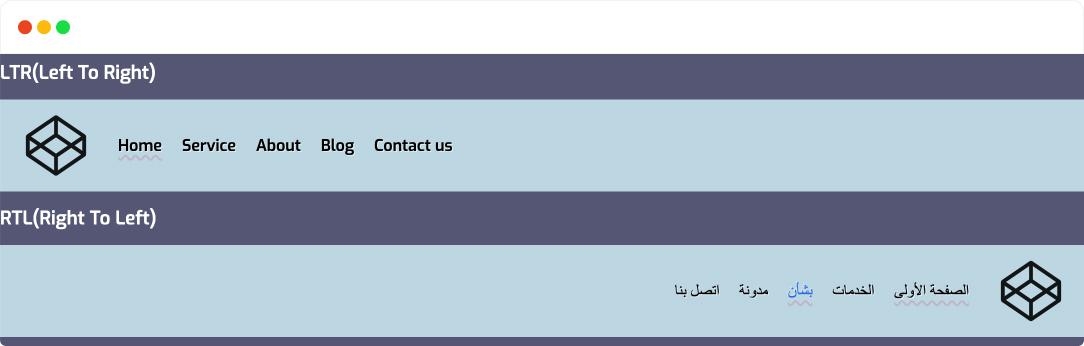 LTR(Left To Right)
Home Service About Blog Contact us
RTL(Right To Left)
الصفحة الأولى الخدمات بشأن مدونة اتصل بنا